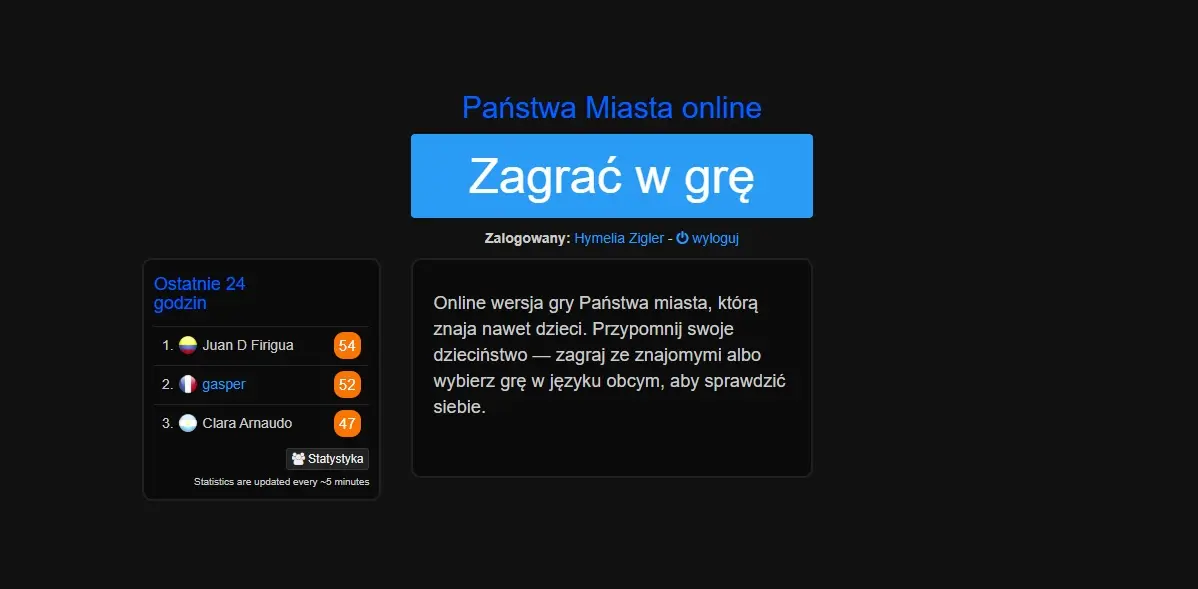 Państwa Miasta online
Zagrać w grę
Zalogowany: Hymelia Zigler - wyloguj
Ostatnie 24
godzin
1. Juan D Firigua 54
2. gasper 52
3. Clara Arnaudo 47
Statystyka
Statistics are updated every ~5 minutes
Online wersja gry Państwa miasta, którą
znaja nawet dzieci. Przypomnij swoje
dzieciństwo — zagraj ze znajomymi albo
wybierz grę w języku obcym, aby sprawdzić
siebie.